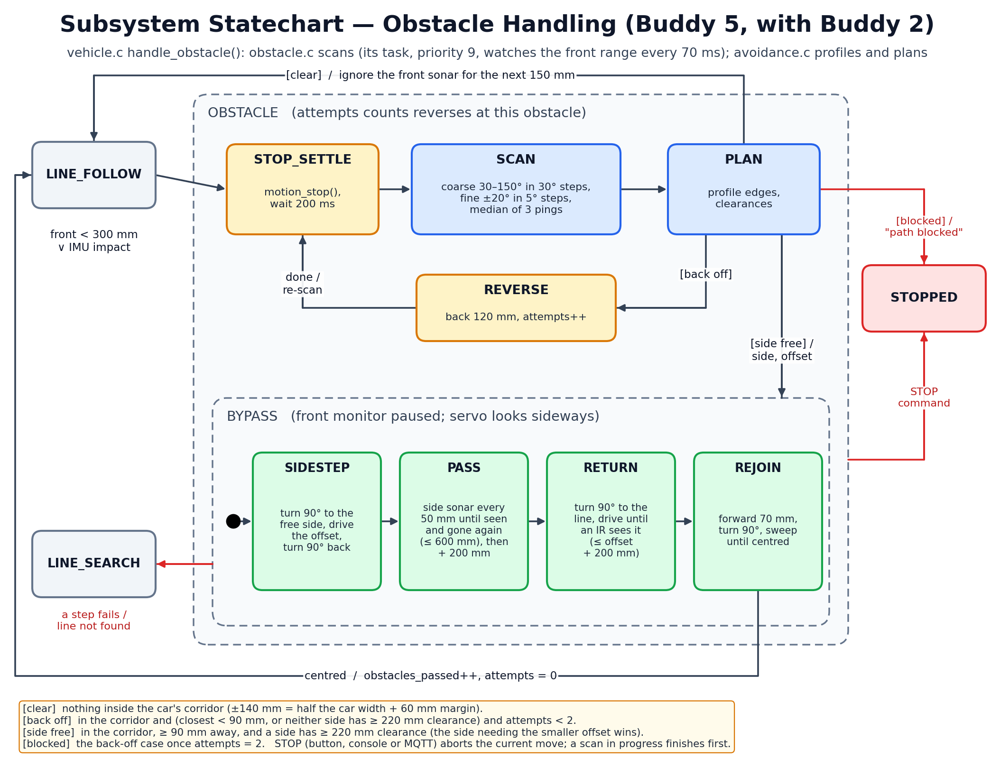 Subsystem Statechart — Obstacle Handling (Buddy 5, with Buddy 2)
vehicle.c handle_obstacle(): obstacle.c scans (its task, priority 9, watches the front range every 70 ms); avoidance.c profiles and plans
[clear]  /  ignore the front sonar for the next 150 mm
OBSTACLE   (attempts counts reverses at this obstacle)
LINE_FOLLOW
front < 300 mm
∨ IMU impact
STOP_SETTLE
motion_stop(),
wait 200 ms
SCAN
coarse 30–150° in 30° steps,
fine ±20° in 5° steps,
median of 3 pings
PLAN
profile edges,
clearances
[blocked] /
"path blocked"
done /
re-scan
REVERSE
back 120 mm, attempts++
[back off]
STOPPED
[side free] /
side, offset
STOP
command
BYPASS   (front monitor paused; servo looks sideways)
SIDESTEP
turn 90° to the
free side, drive
the offset,
turn 90° back
PASS
side sonar every
50 mm until seen
and gone again
(≤ 600 mm), then
+ 200 mm
RETURN
turn 90° to the
line, drive until
an IR sees it
(≤ offset
+ 200 mm)
REJOIN
forward 70 mm,
turn 90°, sweep
until centred
LINE_SEARCH
a step fails /
line not found
centred  /  obstacles_passed++, attempts = 0
[clear]  nothing inside the car's corridor (±140 mm = half the car width + 60 mm margin).
[back off]  in the corridor and (closest < 90 mm, or neither side has ≥ 220 mm clearance) and attempts < 2.
[side free]  in the corridor, ≥ 90 mm away, and a side has ≥ 220 mm clearance (the side needing the smaller offset wins).
[blocked]  the back-off case once attempts = 2.   STOP (button, console or MQTT) aborts the current move; a scan in progress finishes first.